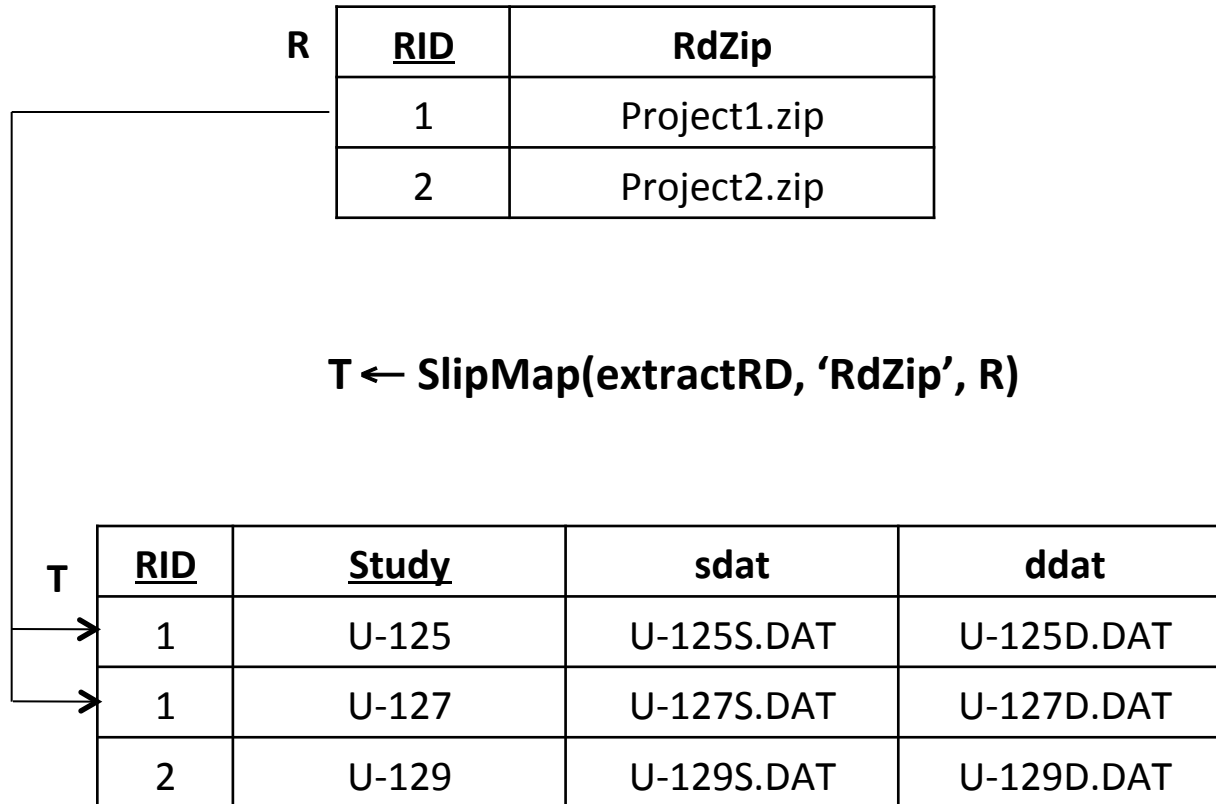 R RID RdZip
1 Project1.zip
2 Project2.zip
T ← SlipMap(extractRD, ‘RdZip’, R)
T RID Study sdat ddat
1 U-125 U-125S.DAT U-125D.DAT
1 U-127 U-127S.DAT U-127D.DAT
2 U-129 U-129S.DAT U-129D.DAT